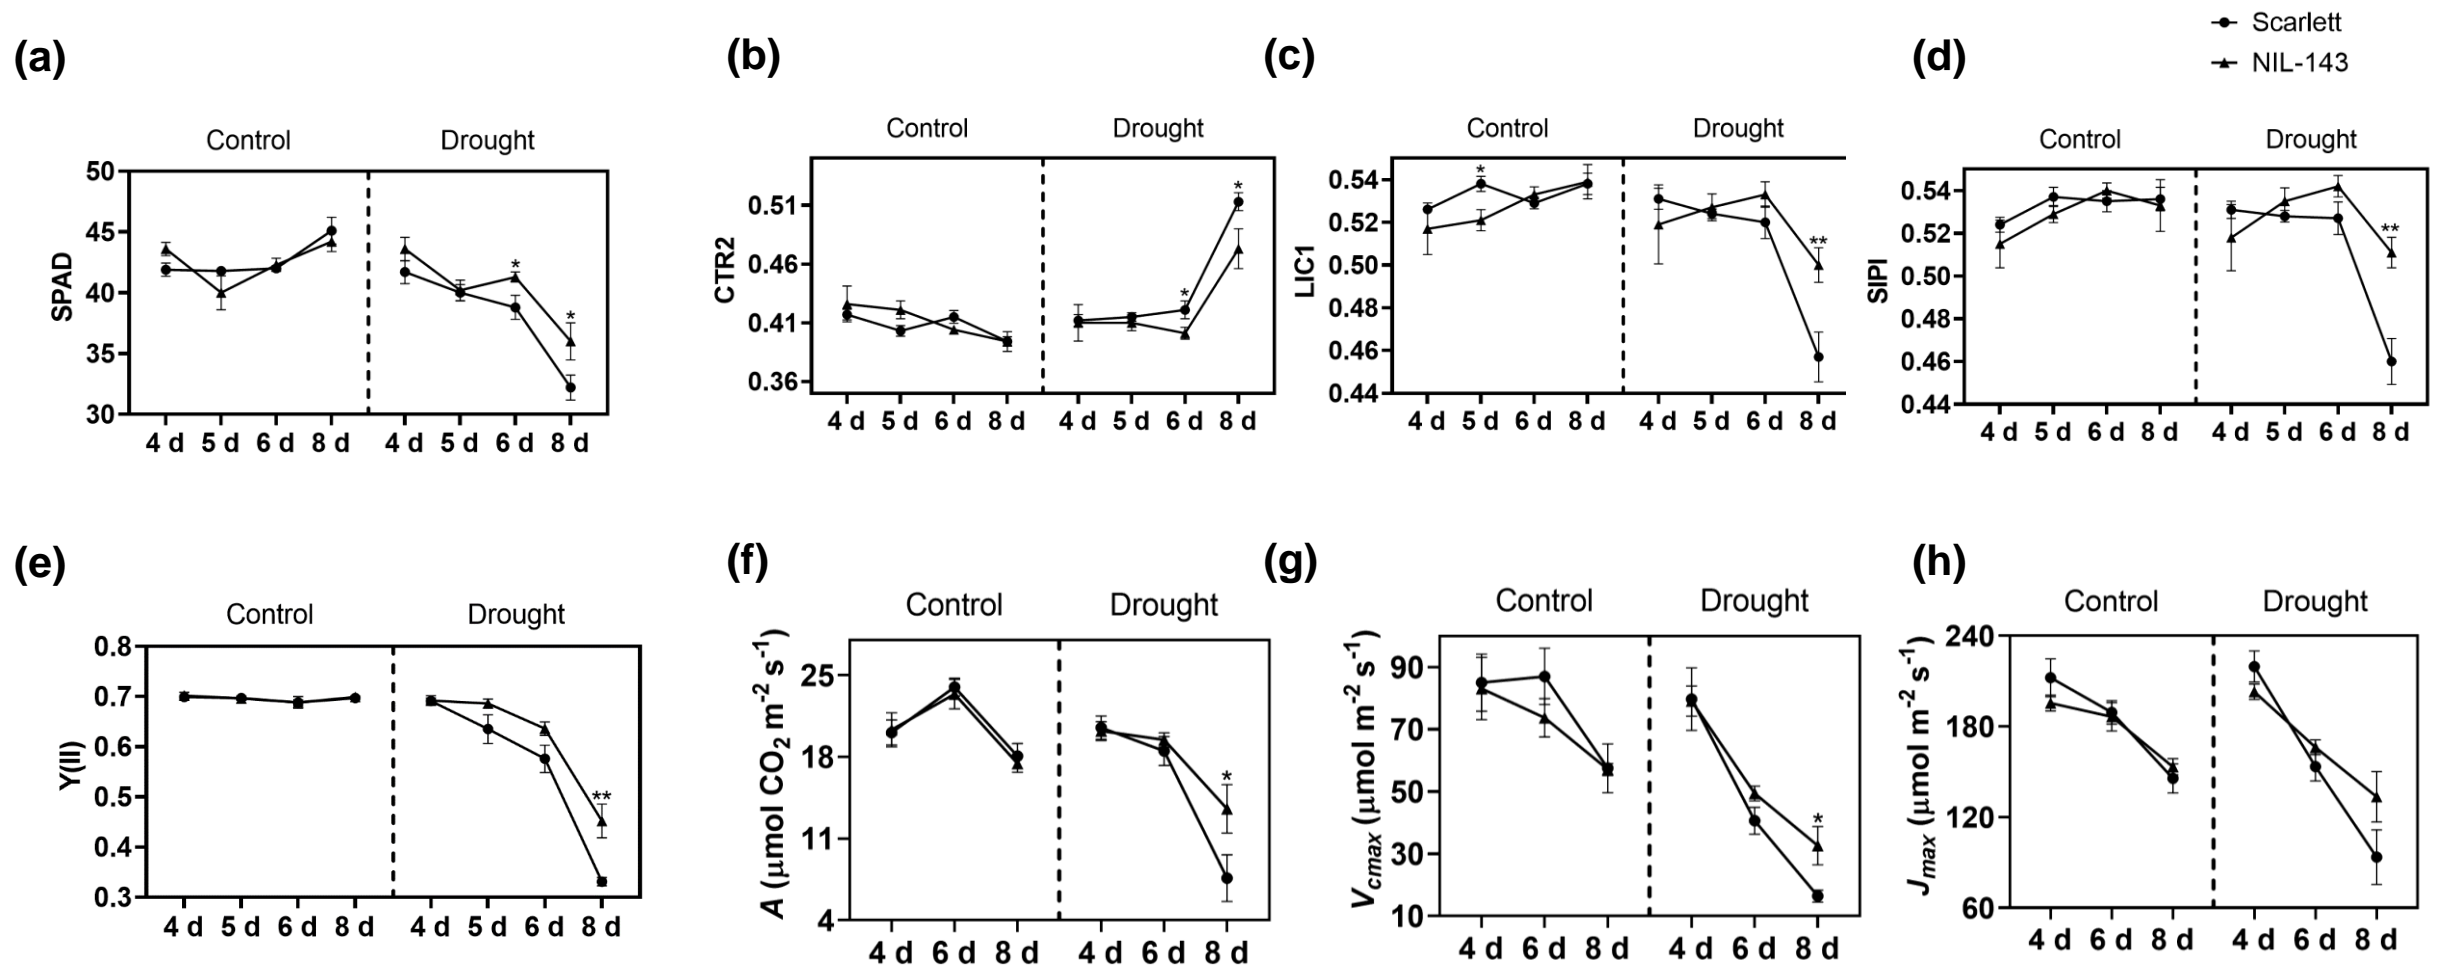 Scarlett
NIL-143
(a)
Control Drought
SPAD
50
45
40
35
30
4 d 5 d 6 d 8 d 4 d 5 d 6 d 8 d
*
*
(b)
Control Drought
CTR2
0.51
0.46
0.41
0.36
4 d 5 d 6 d 8 d 4 d 5 d 6 d 8 d
*
*
(c)
Control Drought
LIC1
0.54
0.52
0.50
0.48
0.46
0.44
4 d 5 d 6 d 8 d 4 d 5 d 6 d 8 d
*
**
(d)
Control Drought
SIPI
0.54
0.52
0.50
0.48
0.46
0.44
4 d 5 d 6 d 8 d 4 d 5 d 6 d 8 d
**
(e)
Control Drought
Y(II)
0.8
0.7
0.6
0.5
0.4
0.3
4 d 5 d 6 d 8 d 4 d 5 d 6 d 8 d
**
(f)
Control Drought
A (μmol CO2 m-2 s-1)
25
18
11
4
4 d 6 d 8 d 4 d 6 d 8 d
*
(g)
Control Drought
Vcmax (μmol m-2 s-1)
90
70
50
30
10
4 d 6 d 8 d 4 d 6 d 8 d
*
(h)
Control Drought
Jmax (μmol m-2 s-1)
240
180
120
60
4 d 6 d 8 d 4 d 6 d 8 d